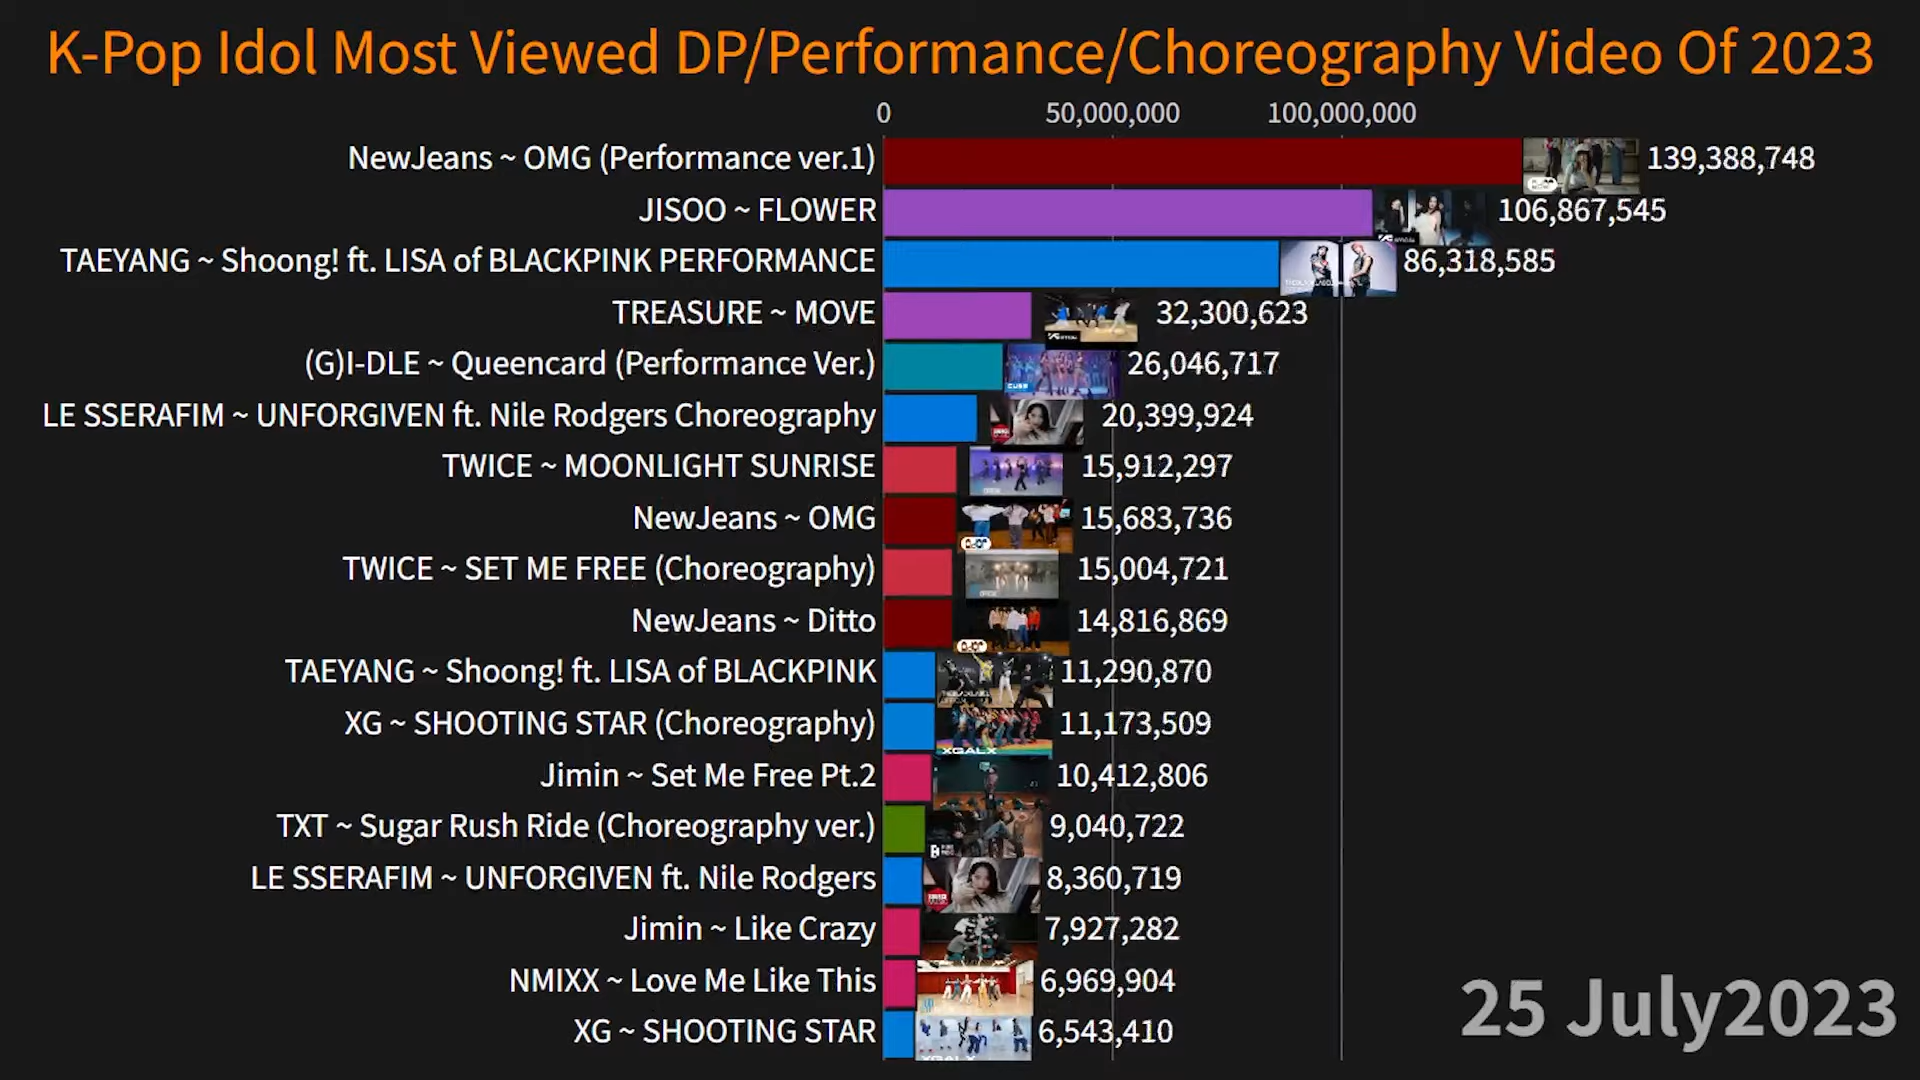 K-Pop Idol Most Viewed DP/Performance/Choreography Video Of 2023
0 50,000,000 100,000,000
NewJeans ~ OMG (Performance ver.1) 139,388,748
JISOO ~ FLOWER 106,867,545
TAEYANG ~ Shoong! ft. LISA of BLACKPINK PERFORMANCE 86,318,585
TREASURE ~ MOVE 32,300,623
(G)I-DLE ~ Queencard (Performance Ver.) 26,046,717
LE SSERAFIM ~ UNFORGIVEN ft. Nile Rodgers Choreography 20,399,924
TWICE ~ MOONLIGHT SUNRISE 15,912,297
NewJeans ~ OMG 15,683,736
TWICE ~ SET ME FREE (Choreography) 15,004,721
NewJeans ~ Ditto 14,816,869
TAEYANG ~ Shoong! ft. LISA of BLACKPINK 11,290,870
XG ~ SHOOTING STAR (Choreography) XGALX 11,173,509
Jimin ~ Set Me Free Pt.2 10,412,806
TXT ~ Sugar Rush Ride (Choreography ver.) 9,040,722
LE SSERAFIM ~ UNFORGIVEN ft. Nile Rodgers 8,360,719
Jimin ~ Like Crazy 7,927,282
NMIXX ~ Love Me Like This 6,969,904
XG ~ SHOOTING STAR 6,543,410
25 July2023